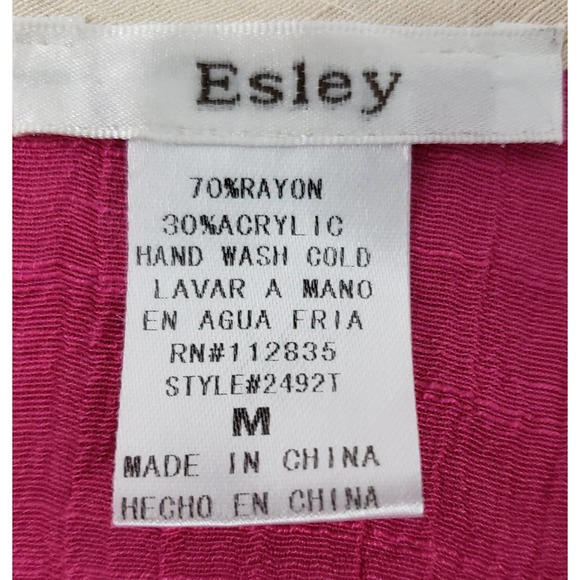 Esley
70%RAYON
30%ACRYLIC
HAND WASH COLD
LAVAR A MANO
EN AGUA FRIA
RN#112835
STYLE#2492T
M
MADE IN CHINA
HECHO EN CHINA